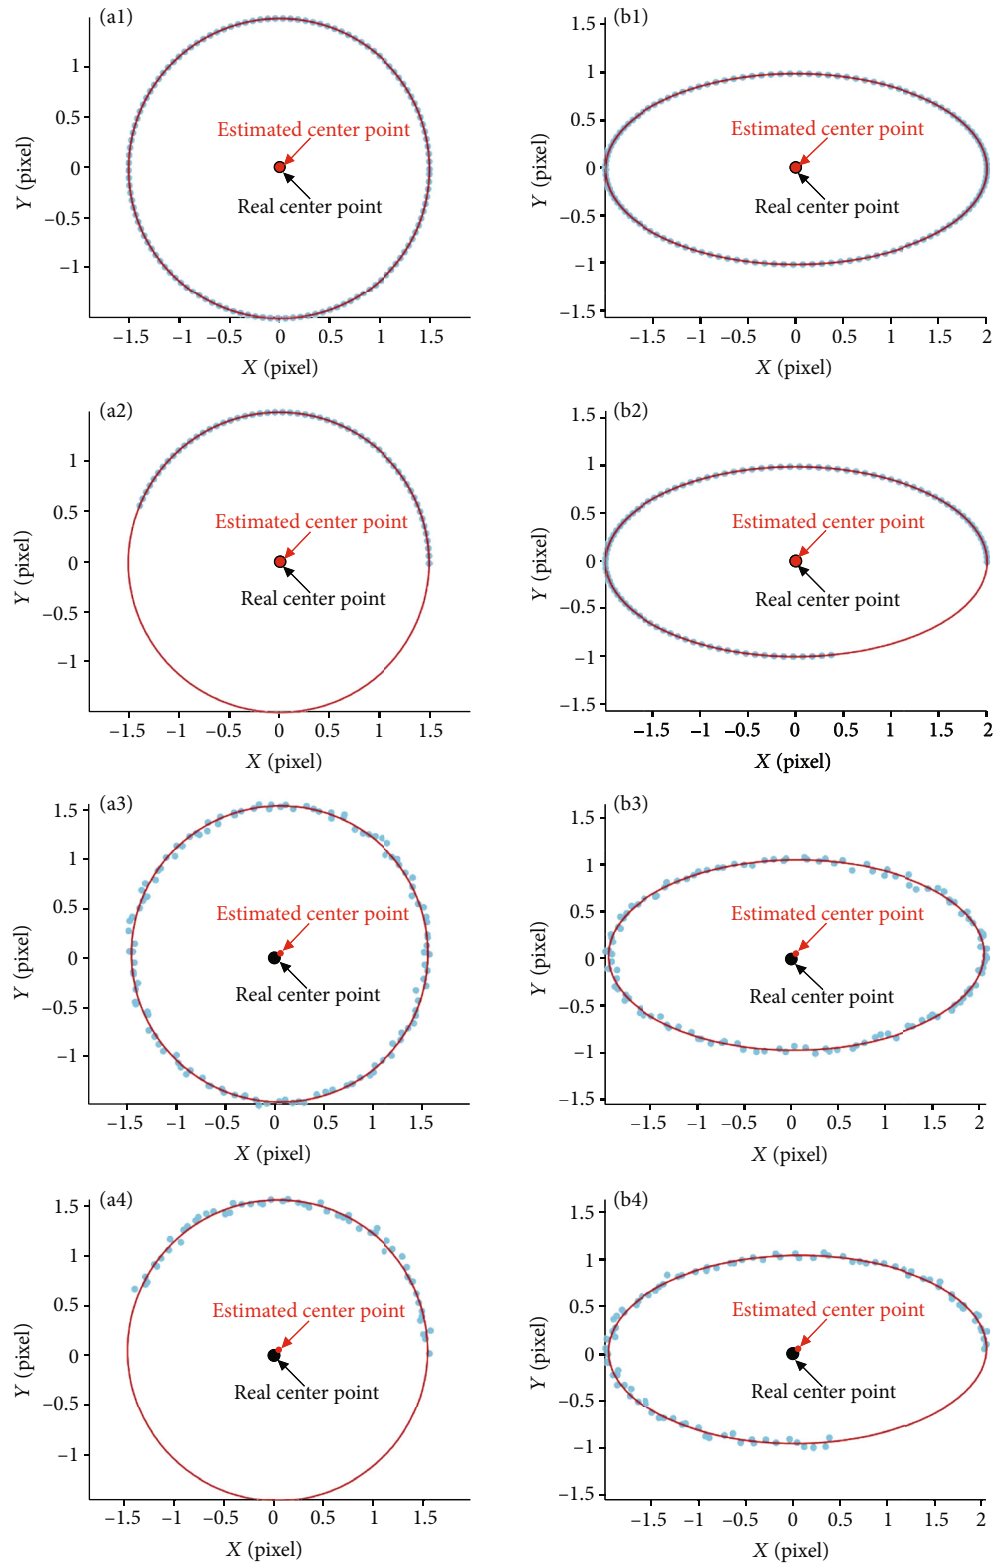 (a1)
1
0.5
0
–0.5
–1
Y (pixel)
Estimated center point
Real center point
–1.5 –1 –0.5 0 0.5 1 1.5
X (pixel)
(b1)
1.5
1
0.5
0
–0.5
–1
–1.5
Y (pixel)
Estimated center point
Real center point
–1.5 –1 –0.5 0 0.5 1 1.5 2
X (pixel)
(a2)
1
0.5
0
–0.5
–1
Y (pixel)
Estimated center point
Real center point
–1.5 –1 –0.5 0 0.5 1 1.5
X (pixel)
(b2)
1.5
1
0.5
0
–0.5
–1
–1.5
Y (pixel)
Estimated center point
Real center point
–1.5 –1 –0.5 0 0.5 1 1.5 2
X (pixel)
(a3)
1.5
1
0.5
0
–0.5
–1
Y (pixel)
Estimated center point
Real center point
–1.5 –1 –0.5 0 0.5 1 1.5
X (pixel)
(b3)
1.5
1
0.5
0
–0.5
–1
–1.5
Y (pixel)
Estimated center point
Real center point
–1.5 –1 –0.5 0 0.5 1 1.5 2
X (pixel)
(a4)
1.5
1
0.5
0
–0.5
–1
Y (pixel)
Estimated center point
Real center point
–1.5 –1 –0.5 0 0.5 1 1.5
X (pixel)
(b4)
1.5
1
0.5
0
–0.5
–1
–1.5
Y (pixel)
Estimated center point
Real center point
–1.5 –1 –0.5 0 0.5 1 1.5 2
X (pixel)